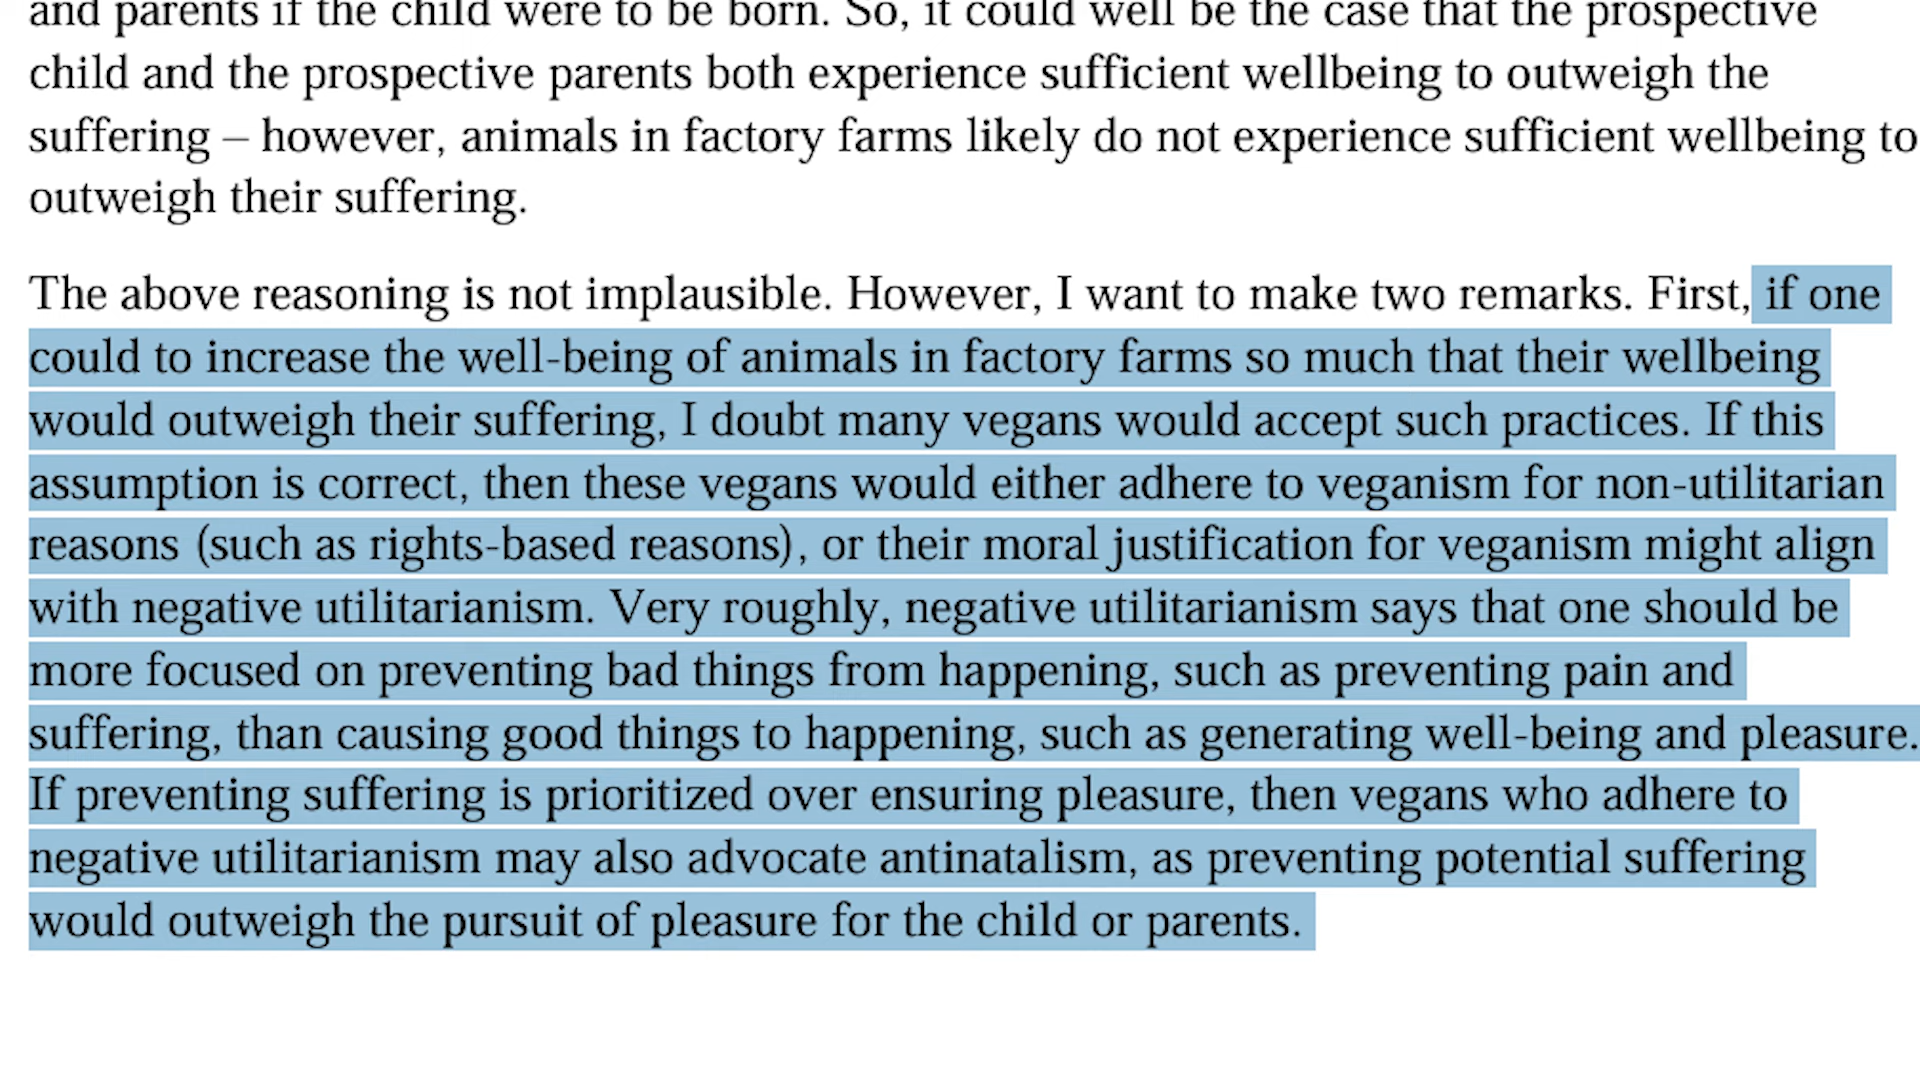 and parents if the child were to be born. So, it could well be the case that the prospective
child and the prospective parents both experience sufficient wellbeing to outweigh the
suffering – however, animals in factory farms likely do not experience sufficient wellbeing to
outweigh their suffering.
The above reasoning is not implausible. However, I want to make two remarks. First, if one
could to increase the well-being of animals in factory farms so much that their wellbeing
would outweigh their suffering, I doubt many vegans would accept such practices. If this
assumption is correct, then these vegans would either adhere to veganism for non-utilitarian
reasons (such as rights-based reasons), or their moral justification for veganism might align
with negative utilitarianism. Very roughly, negative utilitarianism says that one should be
more focused on preventing bad things from happening, such as preventing pain and
suffering, than causing good things to happening, such as generating well-being and pleasure.
If preventing suffering is prioritized over ensuring pleasure, then vegans who adhere to
negative utilitarianism may also advocate antinatalism, as preventing potential suffering
would outweigh the pursuit of pleasure for the child or parents.